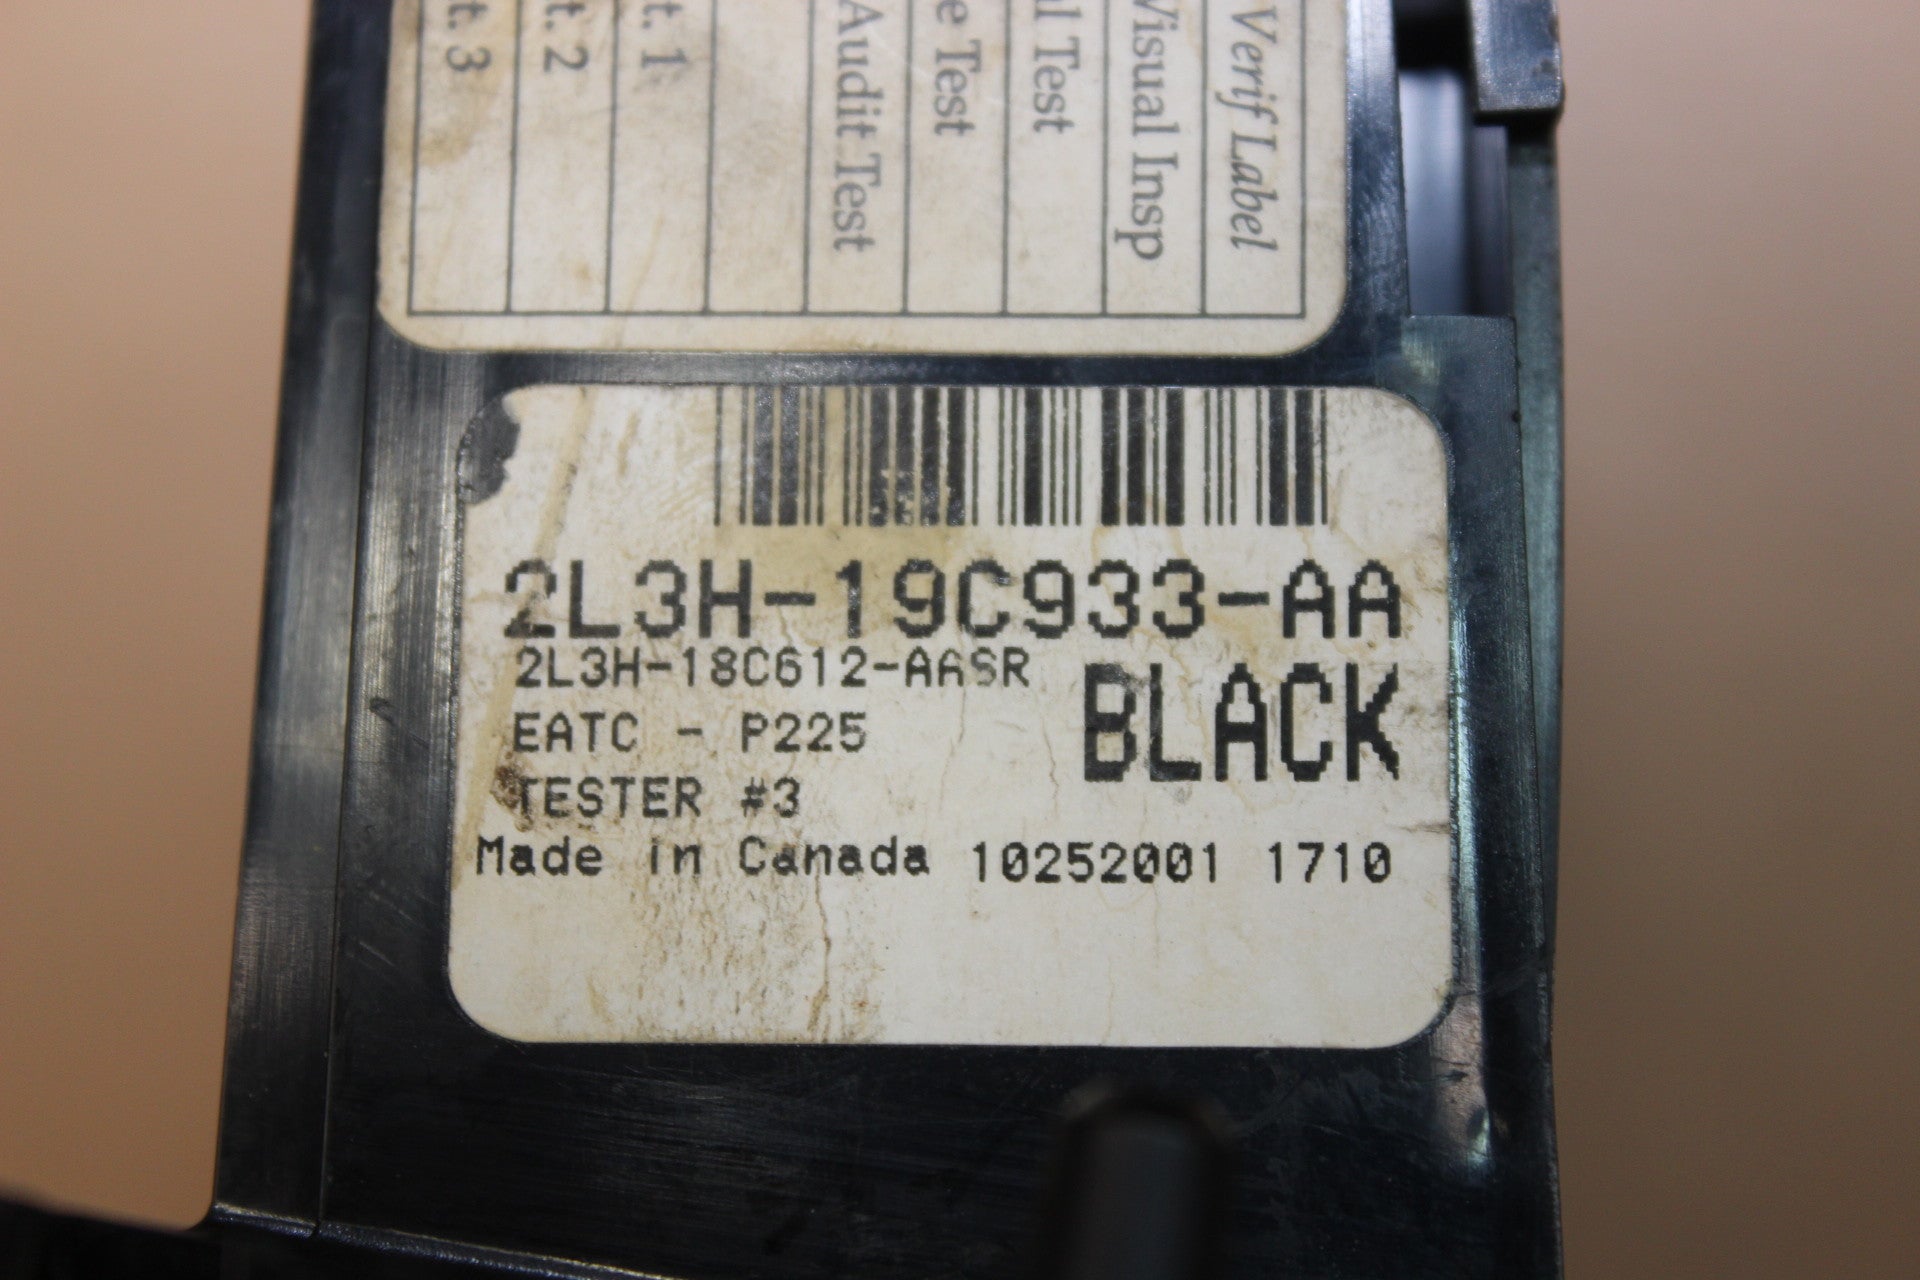 Verif Label
Visual Insp
Test
Test
Audit Test
t. 1
t. 2
t. 3
2L3H-19C933-AA
2L3H-18C612-AASR
BLACK
EATC - P225
TESTER #3
Made in Canada 10252001 1710